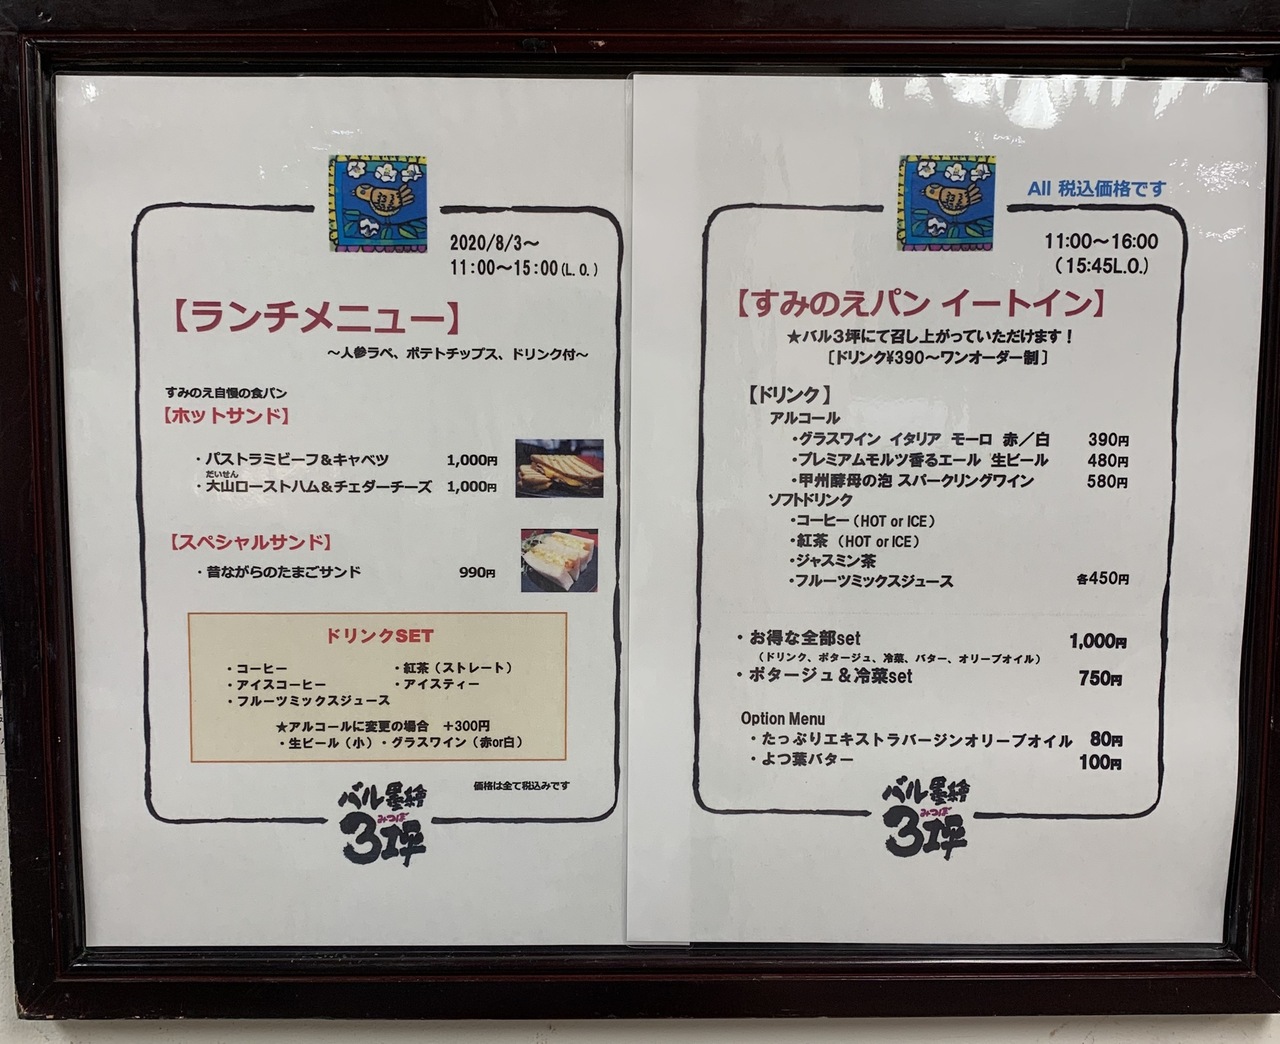 2020/8/3～
11:00～15:00(L.O.)
【ランチメニュー】
～人参ラペ、ポテトチップス、ドリンク付～
すみのえ自慢の食パン
【ホットサンド】
・パストラミビーフ＆キャベツ 1,000円
だいせん
・大山ローストハム＆チェダーチーズ 1,000円
【スペシャルサンド】
・昔ながらのたまごサンド 990円
ドリンクSET
・コーヒー ・紅茶（ストレート）
・アイスコーヒー ・アイスティー
・フルーツミックスジュース
★アルコールに変更の場合 +300円
・生ビール（小）・グラスワイン（赤or白）
価格は全て税込みです
バル墨絵
みつぼ
3坪
All 税込価格です
11:00～16:00
（15:45L.O.）
【すみのえパン イートイン】
★バル３坪にて召し上がっていただけます！
［ドリンク¥390～ワンオーダー制］
【ドリンク】
アルコール
・グラスワイン イタリア モーロ 赤／白 390円
・プレミアムモルツ香るエール 生ビール 480円
・甲州酵母の泡 スパークリングワイン 580円
ソフトドリンク
・コーヒー（HOT or ICE）
・紅茶 （HOT or ICE）
・ジャスミン茶
・フルーツミックスジュース 各450円
・お得な全部set 1,000円
（ドリンク、ポタージュ、冷菜、バター、オリーブオイル）
・ポタージュ＆冷菜set 750円
Option Menu
・たっぷりエキストラバージンオリーブオイル 80円
・よつ葉バター 100円
バル墨絵
みつぼ
3坪